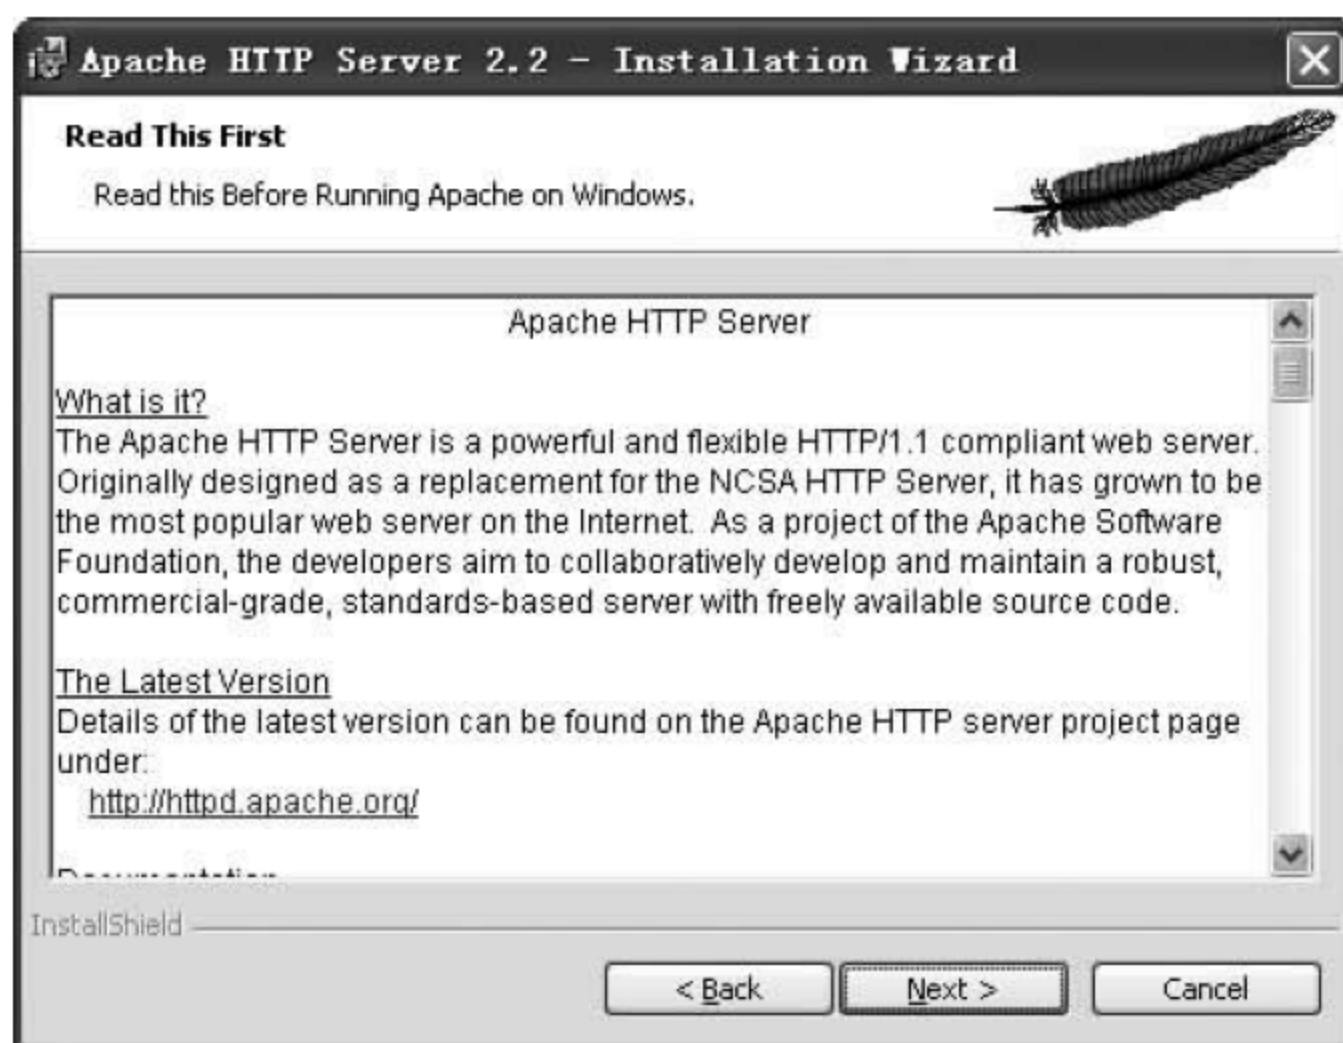 Apache HTTP Server 2.2 - Installation Wizard
Read This First
Read this Before Running Apache on Windows.
Apache HTTP Server
What is it?
The Apache HTTP Server is a powerful and flexible HTTP/1.1 compliant web server.
Originally designed as a replacement for the NCSA HTTP Server, it has grown to be
the most popular web server on the Internet. As a project of the Apache Software
Foundation, the developers aim to collaboratively develop and maintain a robust,
commercial-grade, standards-based server with freely available source code.
The Latest Version
Details of the latest version can be found on the Apache HTTP server project page
under:
http://httpd.apache.org/
Documentation
InstallShield
< Back
Next >
Cancel